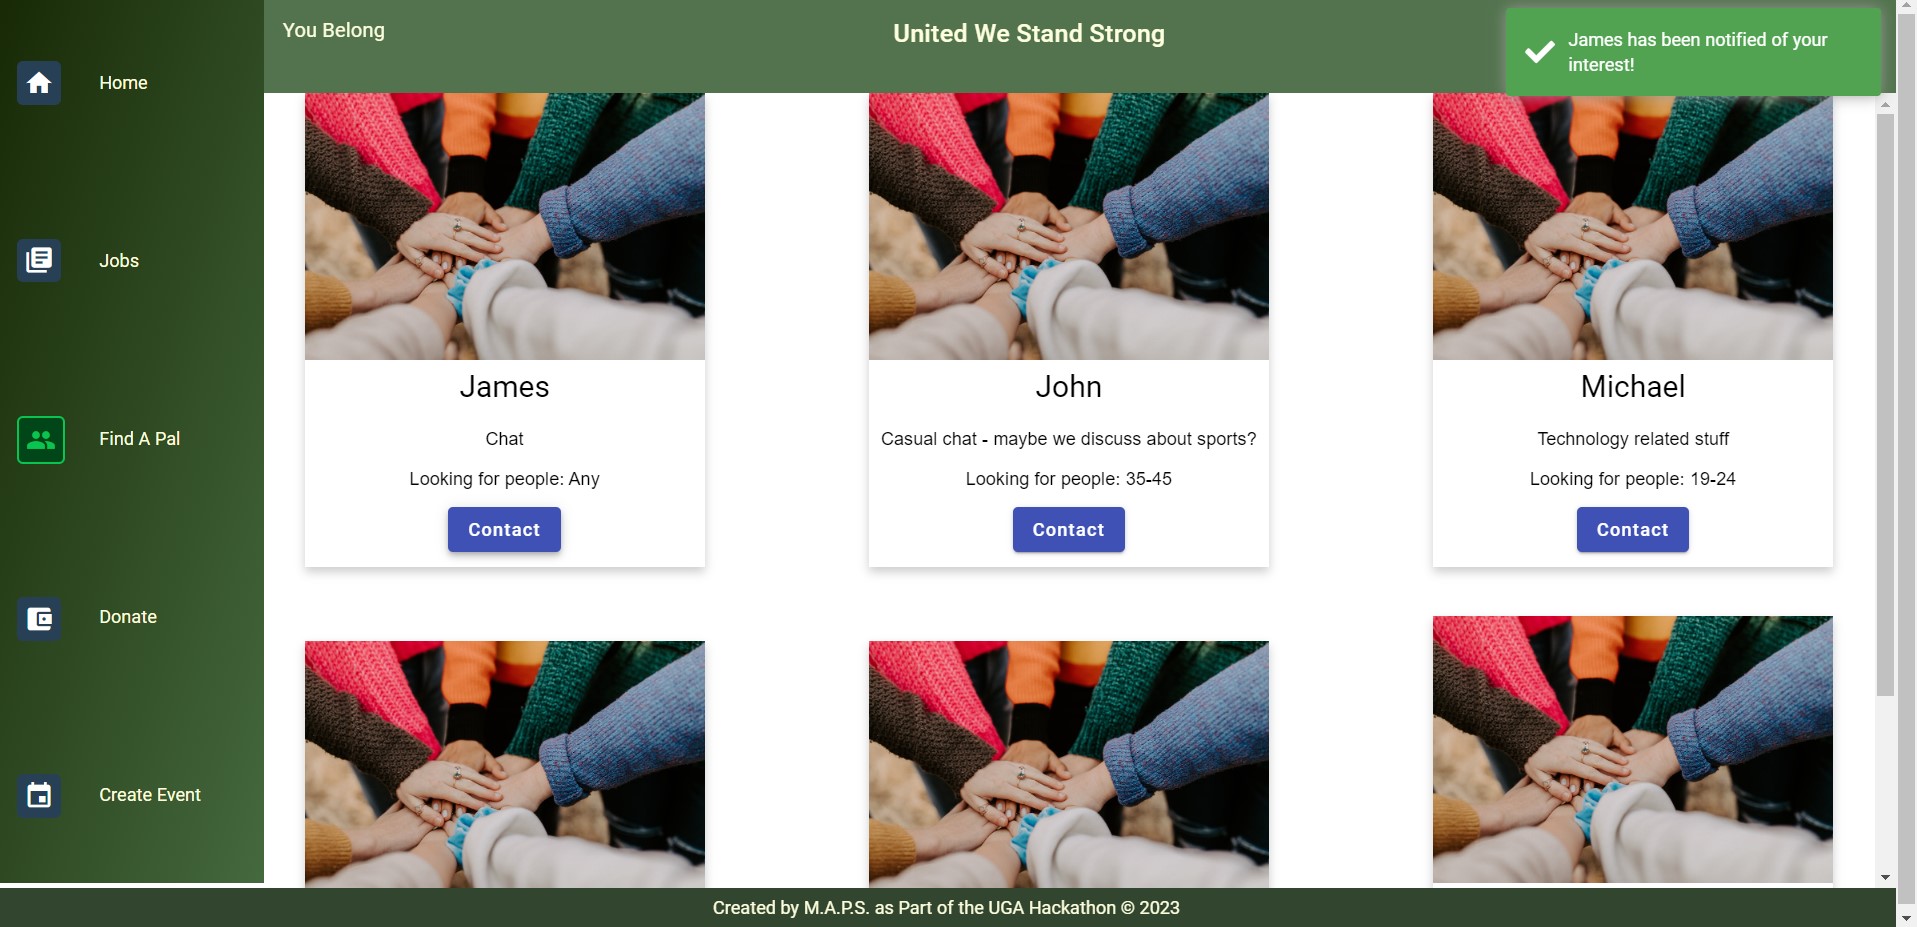 You Belong
United We Stand Strong
James has been notified of your
interest!
Home
Jobs
Find A Pal
Donate
Create Event
James
Chat
Looking for people: Any
Contact
John
Casual chat - maybe we discuss about sports?
Looking for people: 35-45
Contact
Michael
Technology related stuff
Looking for people: 19-24
Contact
Created by M.A.P.S. as Part of the UGA Hackathon © 2023